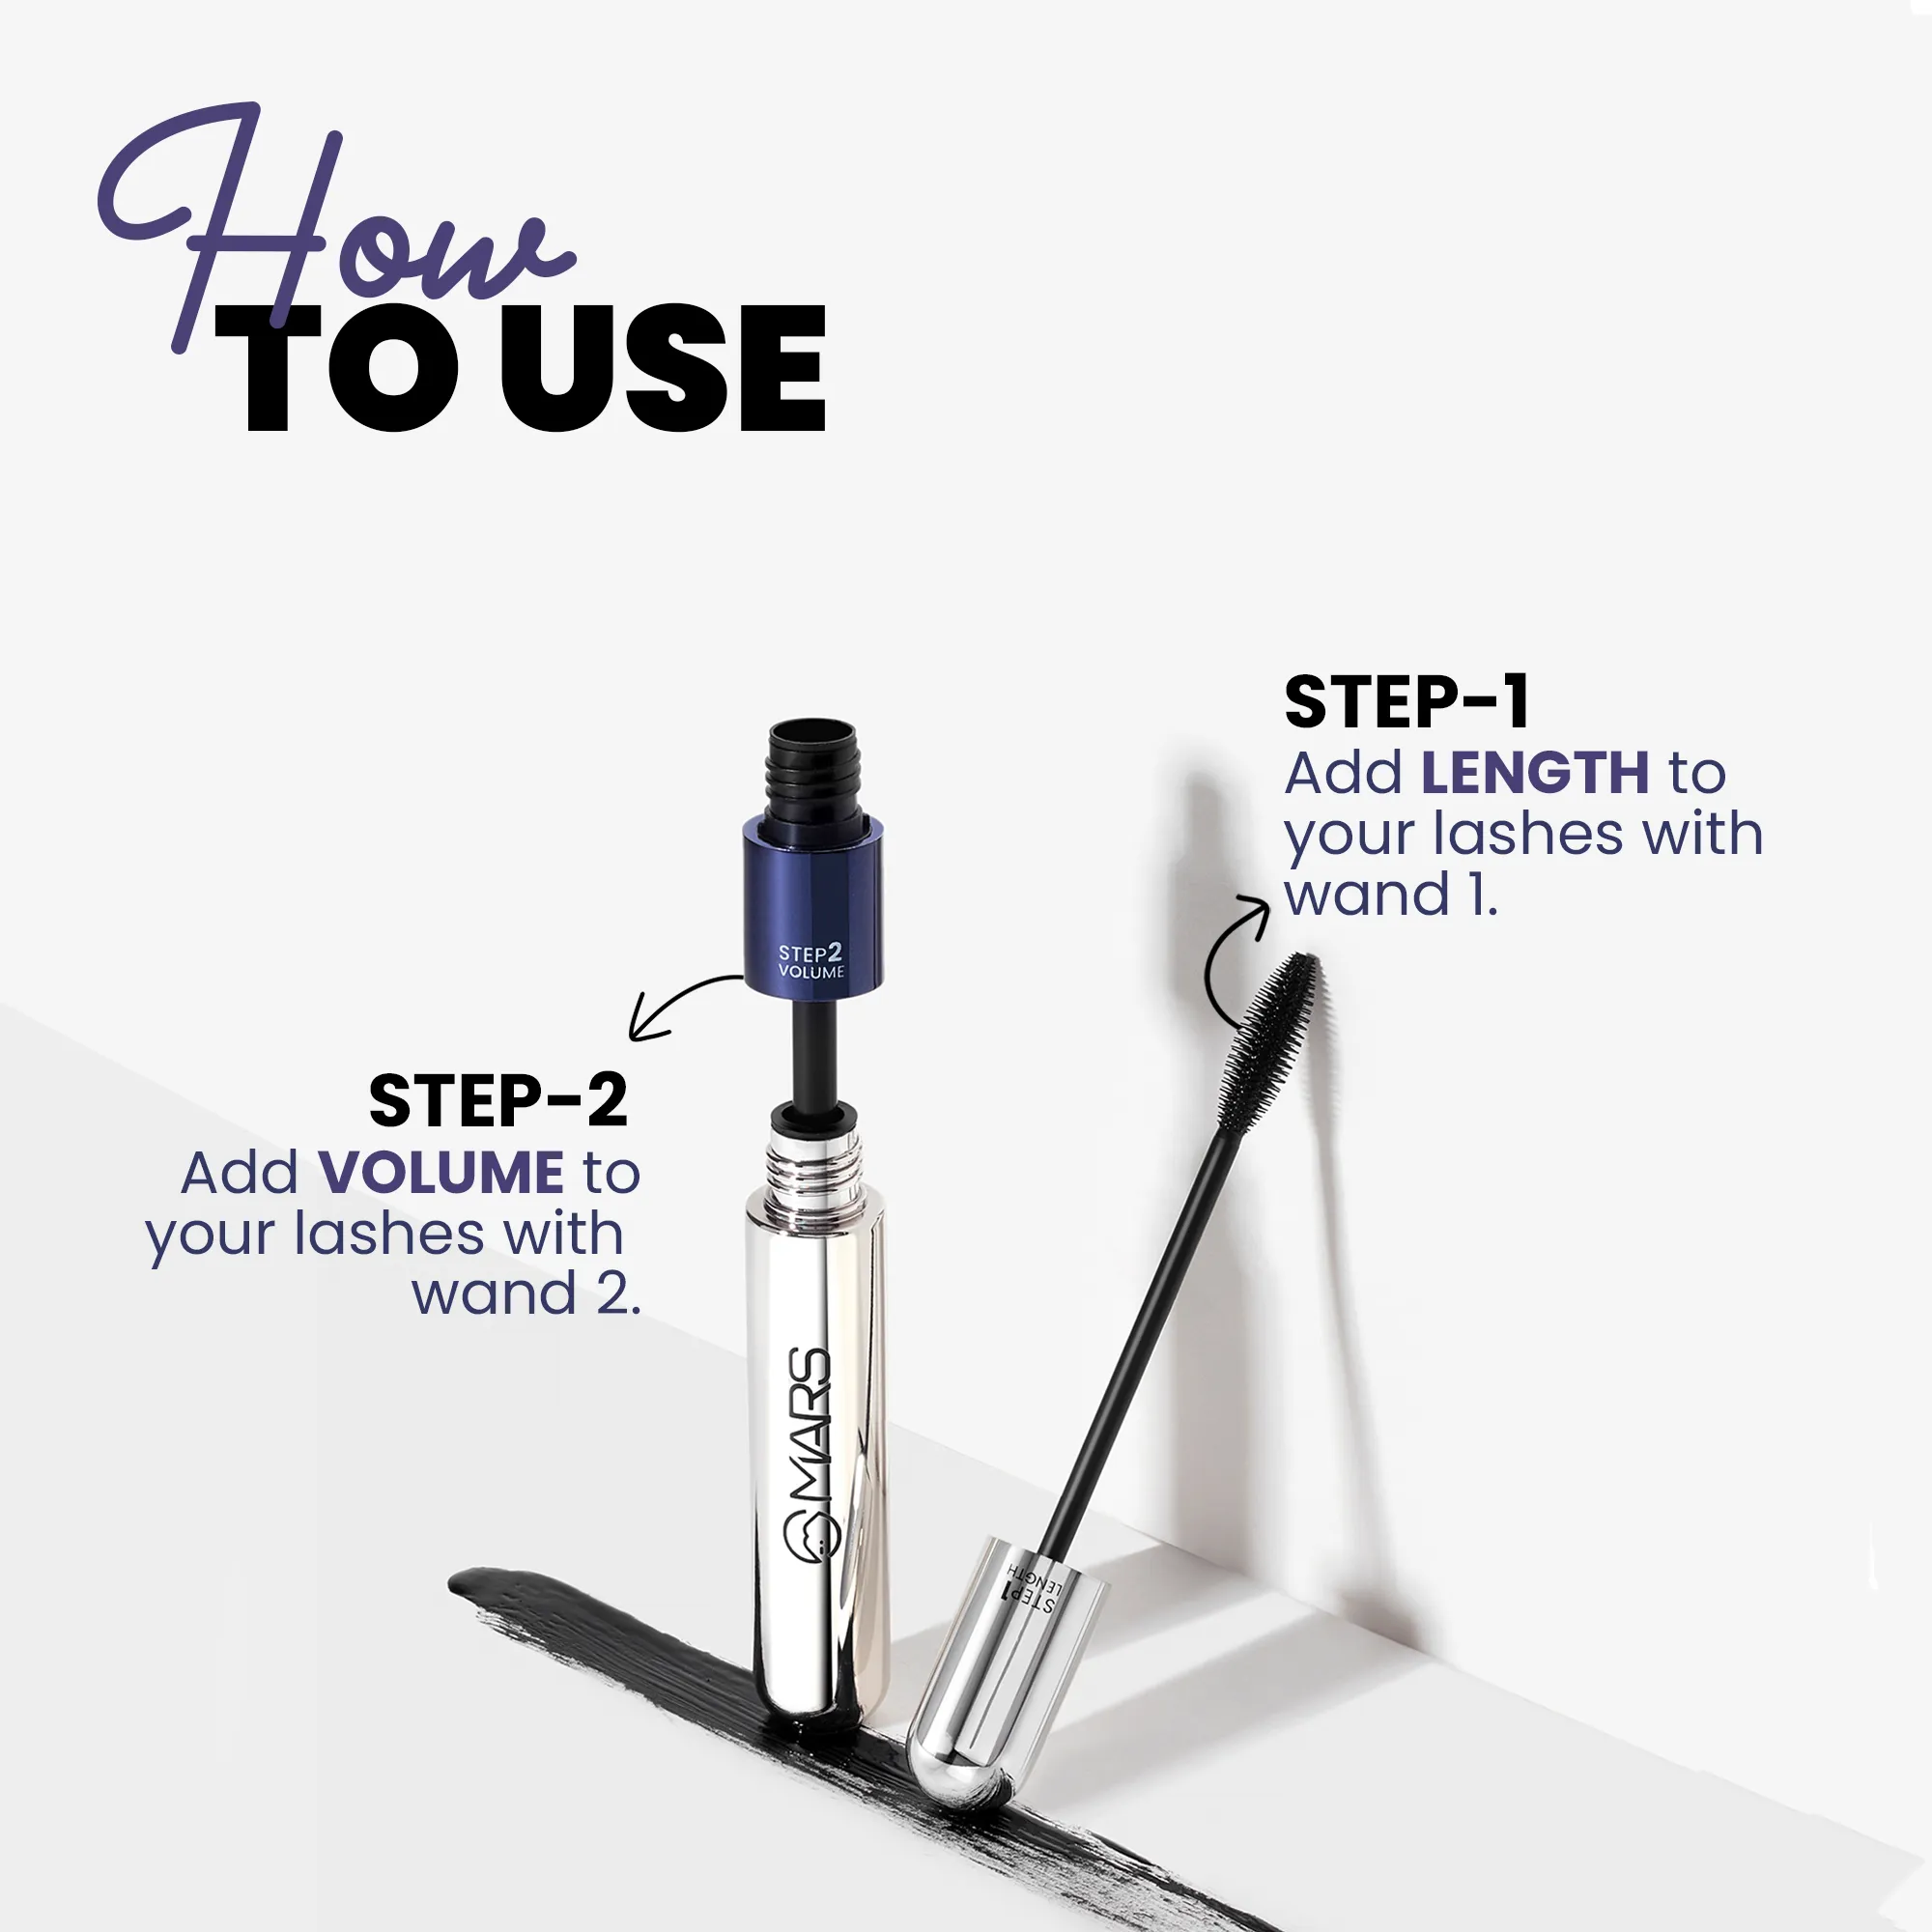 How
TO USE
STEP-1
Add LENGTH to
your lashes with
wand 1.
STEP2
VOLUME
STEP-2
Add VOLUME to
your lashes with
wand 2.
MARS
STEP1
LENGTH